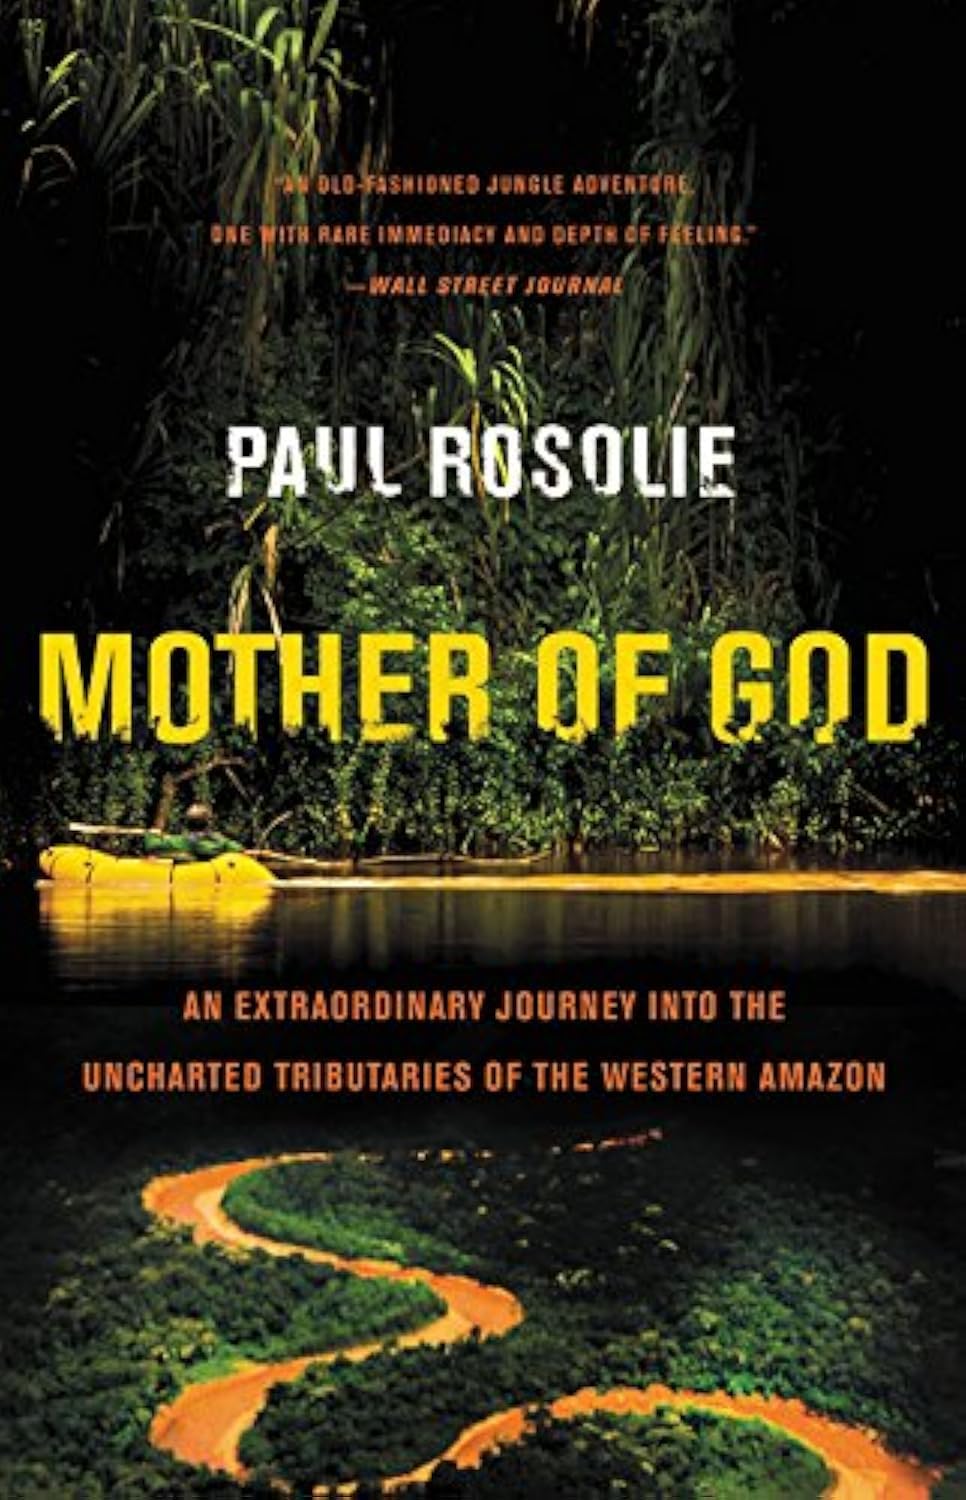 "AN OLD-FASHIONED JUNGLE ADVENTURE,
ONE WITH RARE IMMEDIACY AND DEPTH OF FEELING."
—WALL STREET JOURNAL
PAUL ROSOLIE
MOTHER OF GOD
AN EXTRAORDINARY JOURNEY INTO THE
UNCHARTED TRIBUTARIES OF THE WESTERN AMAZON